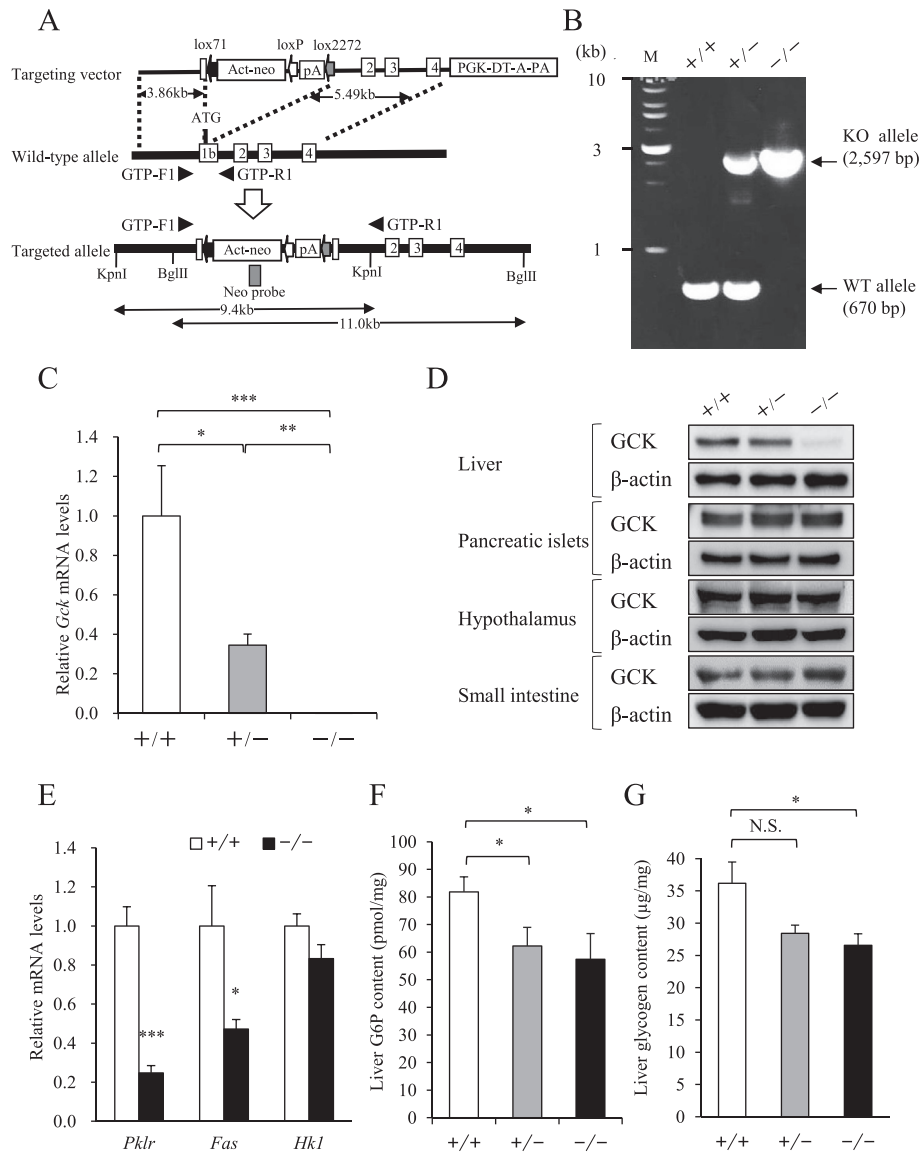 A
lox71 loxP lox2272
Targeting vector Act-neo pA 2 3 4 PGK-DT-A-PA
3.86kb 5.49kb
ATG
Wild-type allele 1b 2 3 4
GTP-F1 GTP-R1
GTP-F1 GTP-R1
Targeted allele Act-neo pA 2 3 4
KpnI BglII KpnI BglII
Neo probe
9.4kb
11.0kb
B
(kb) M +/+ +/− −/−
10
3
1
KO allele
(2,597 bp)
WT allele
(670 bp)
C
***
* **
Relative Gck mRNA levels
1.4
1.2
1.0
0.8
0.6
0.4
0.2
0.0
+/+ +/− −/−
D
+/+ +/− −/−
Liver GCK
β-actin
Pancreatic islets GCK
β-actin
Hypothalamus GCK
β-actin
Small intestine GCK
β-actin
E
+/+ −/−
Relative mRNA levels
1.4
1.2
1.0
0.8
0.6
0.4
0.2
0.0
*** *
Pklr Fas Hk1
F
*
*
Liver G6P content (pmol/mg)
100
90
80
70
60
50
40
30
20
10
0
+/+ +/− −/−
G
*
N.S.
Liver glycogen content (μg/mg)
40
35
30
25
20
15
10
5
0
+/+ +/− −/−